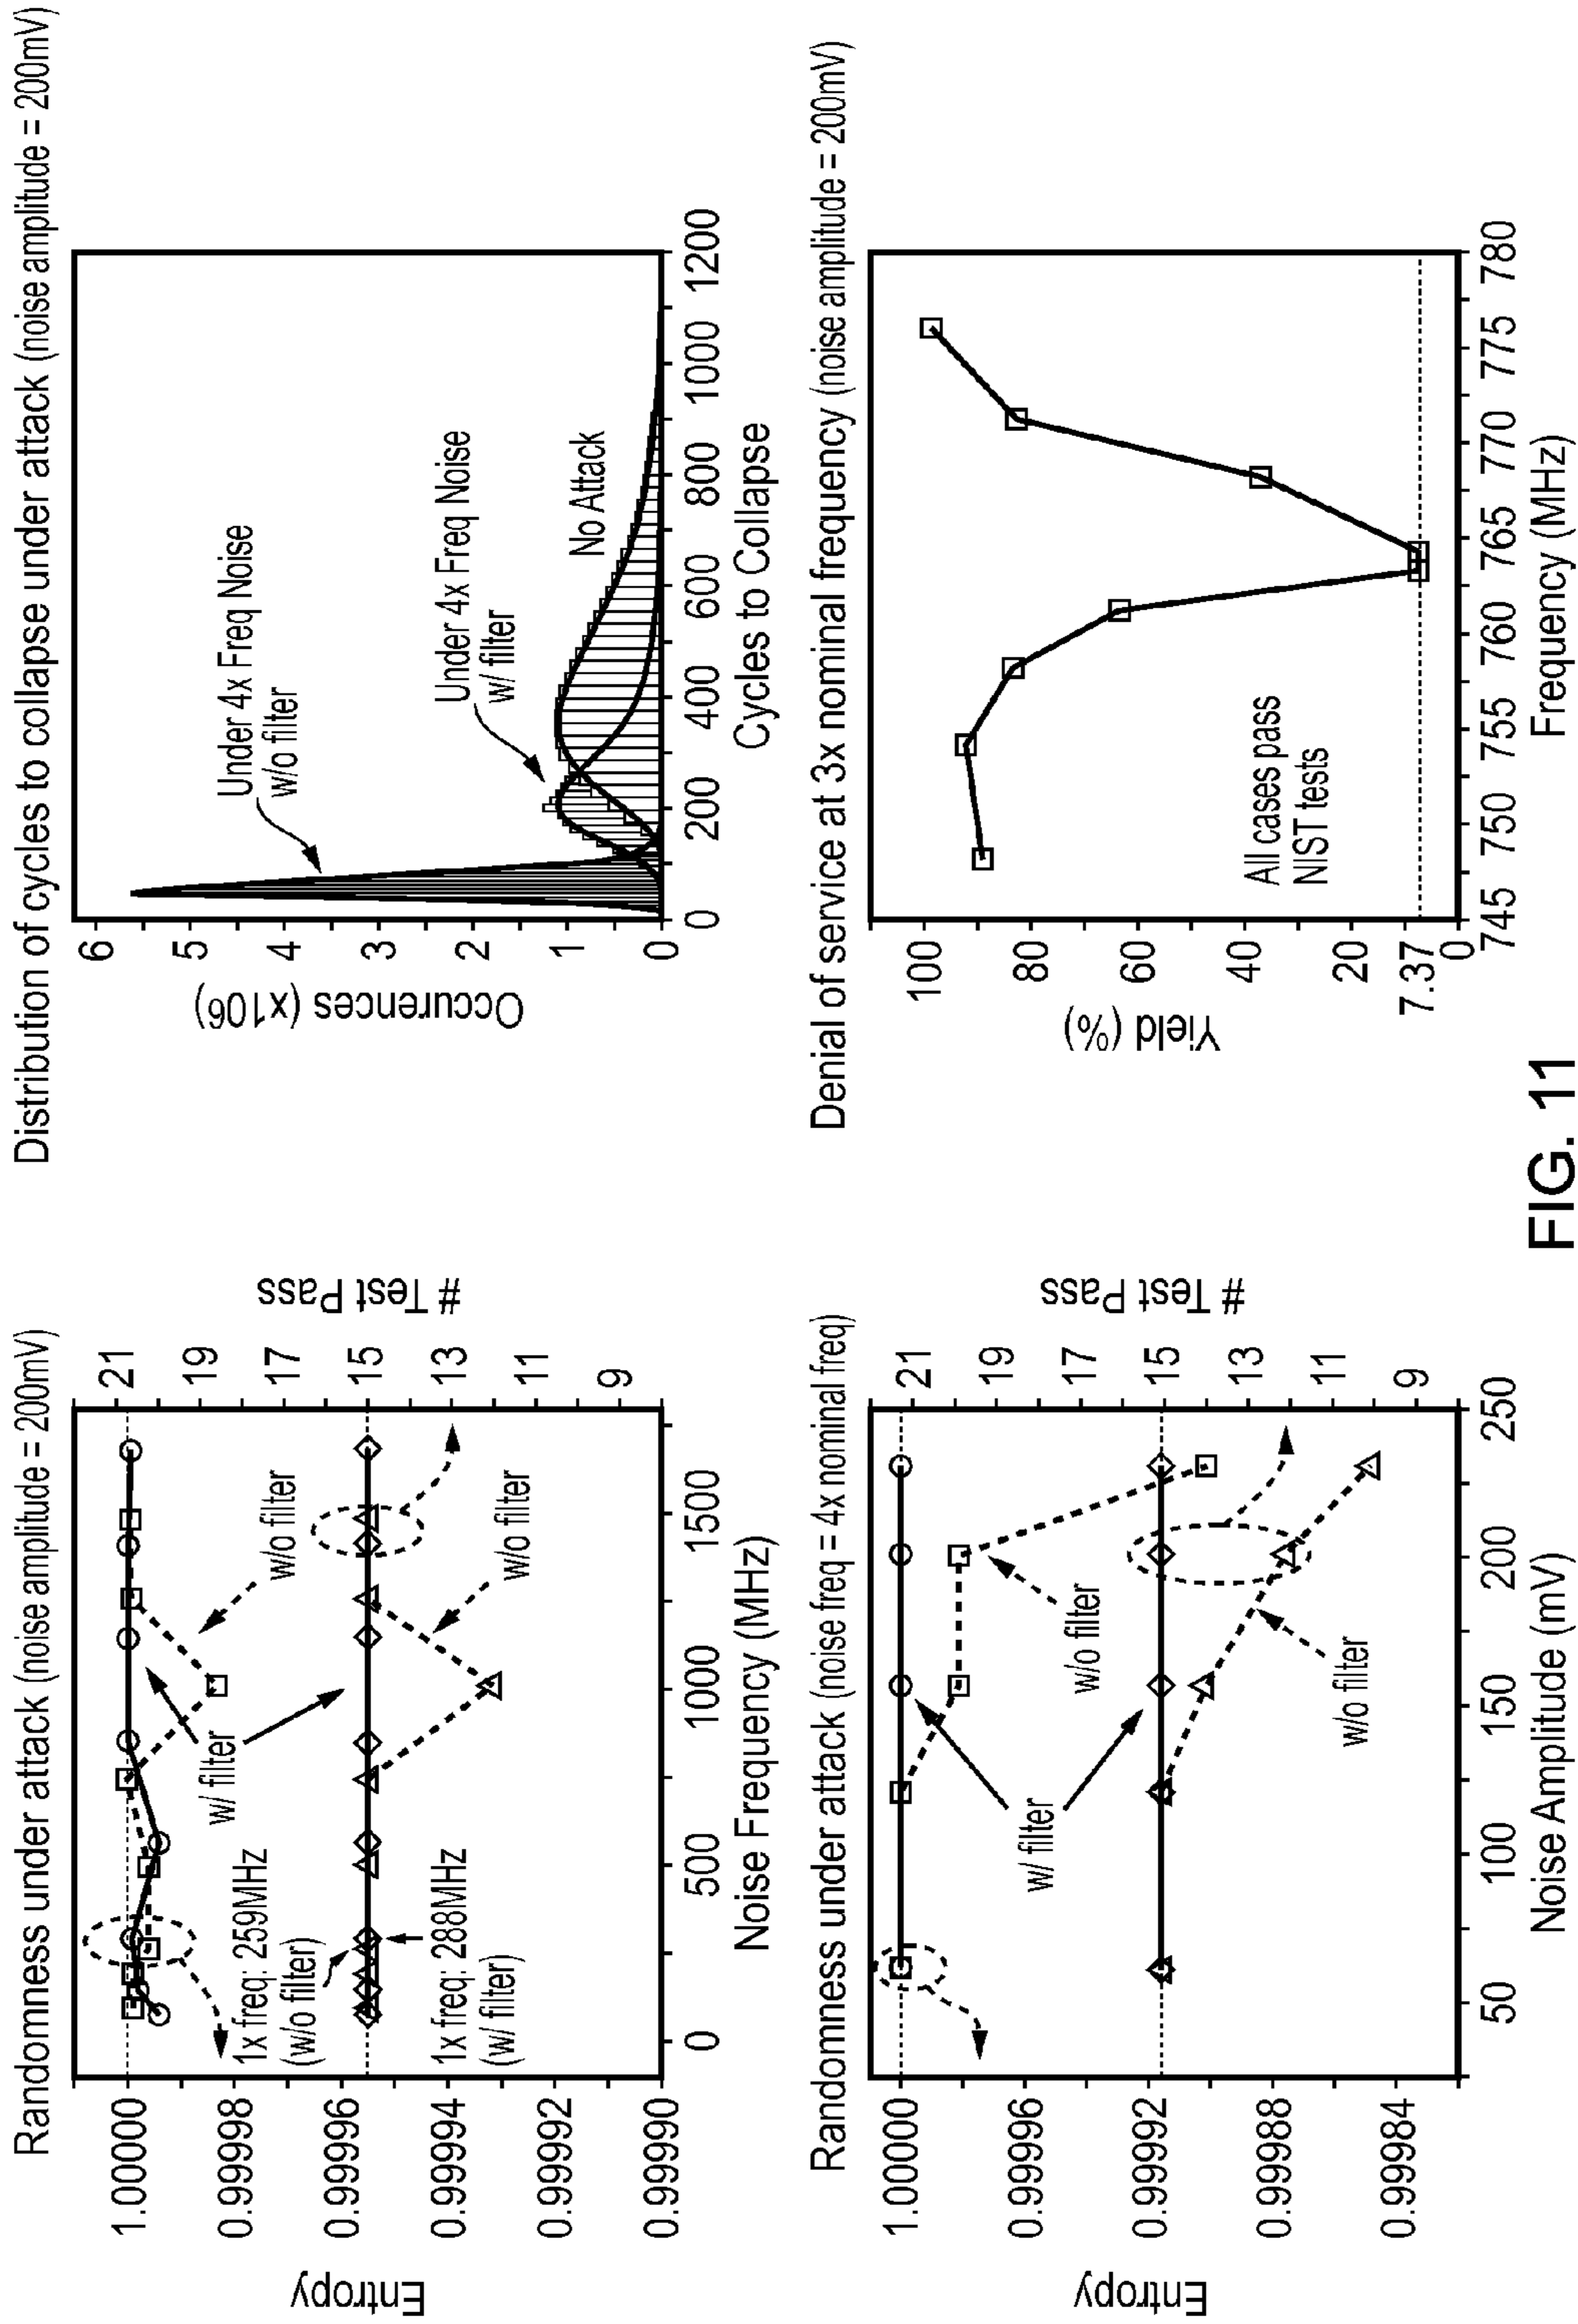 Randomness under attack (noise amplitude = 200mV)
Entropy
1.00000
0.99998
0.99996
0.99994
0.99992
0.99990
# Test Pass
21
19
17
15
13
11
9
w/ filter
w/o filter
w/o filter
1x freq: 259MHz
(w/o filter)
1x freq: 288MHz
(w/ filter)
0
500
1000
1500
Noise Frequency (MHz)
Distribution of cycles to collapse under attack (noise amplitude = 200mV)
Occurences (x106)
6
5
4
3
2
1
0
Under 4x Freq Noise
w/o filter
Under 4x Freq Noise
w/ filter
No Attack
0
200
400
600
800
1000
1200
Cycles to Collapse
Randomness under attack (noise freq = 4x nominal freq)
Entropy
1.00000
0.99996
0.99992
0.99988
0.99984
# Test Pass
21
19
17
15
13
11
9
w/ filter
w/o filter
w/o filter
50
100
150
200
250
Noise Amplitude (mV)
Denial of service at 3x nominal frequency (noise amplitude = 200mV)
Yield (%)
100
80
60
40
20
7.37
0
All cases pass
NIST tests
745
750
755
760
765
770
775
780
Frequency (MHz)
FIG. 11